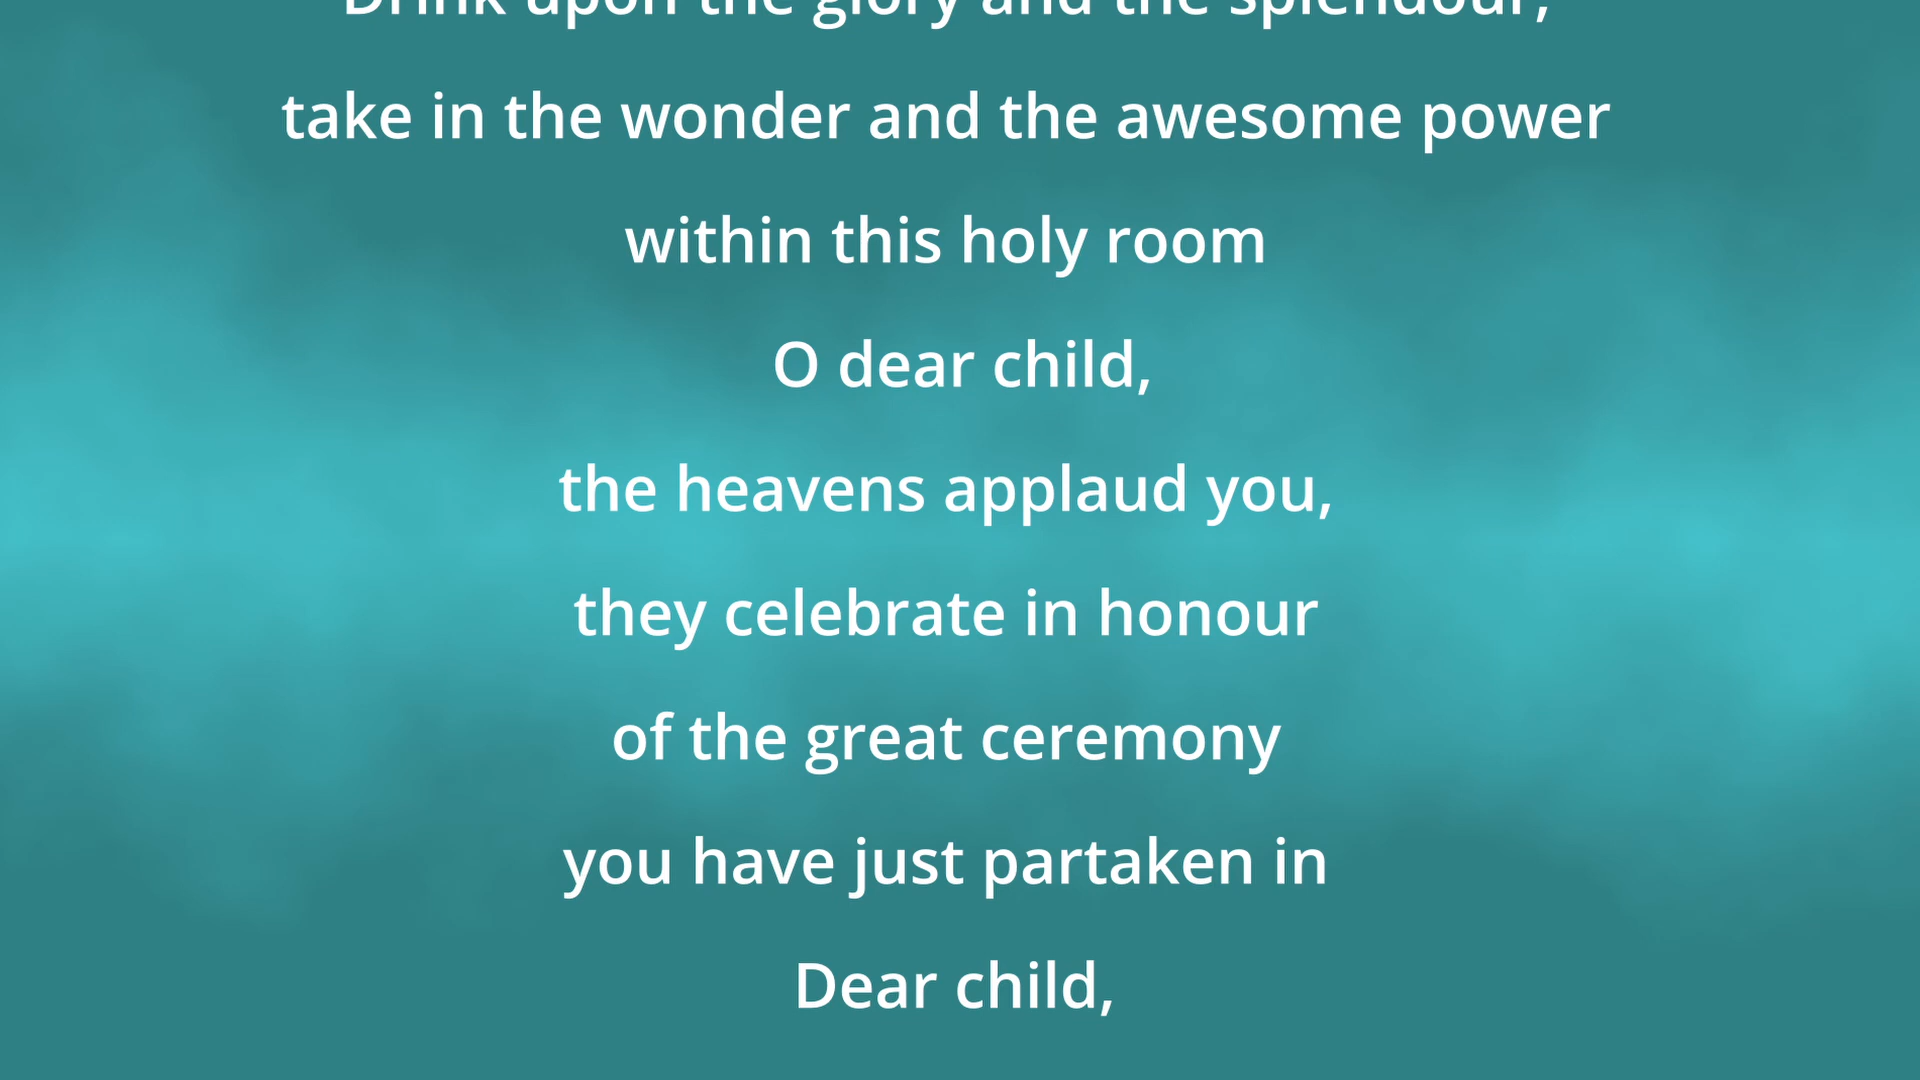 Drink upon the glory and the splendour,
take in the wonder and the awesome power
within this holy room
O dear child,
the heavens applaud you,
they celebrate in honour
of the great ceremony
you have just partaken in
Dear child,